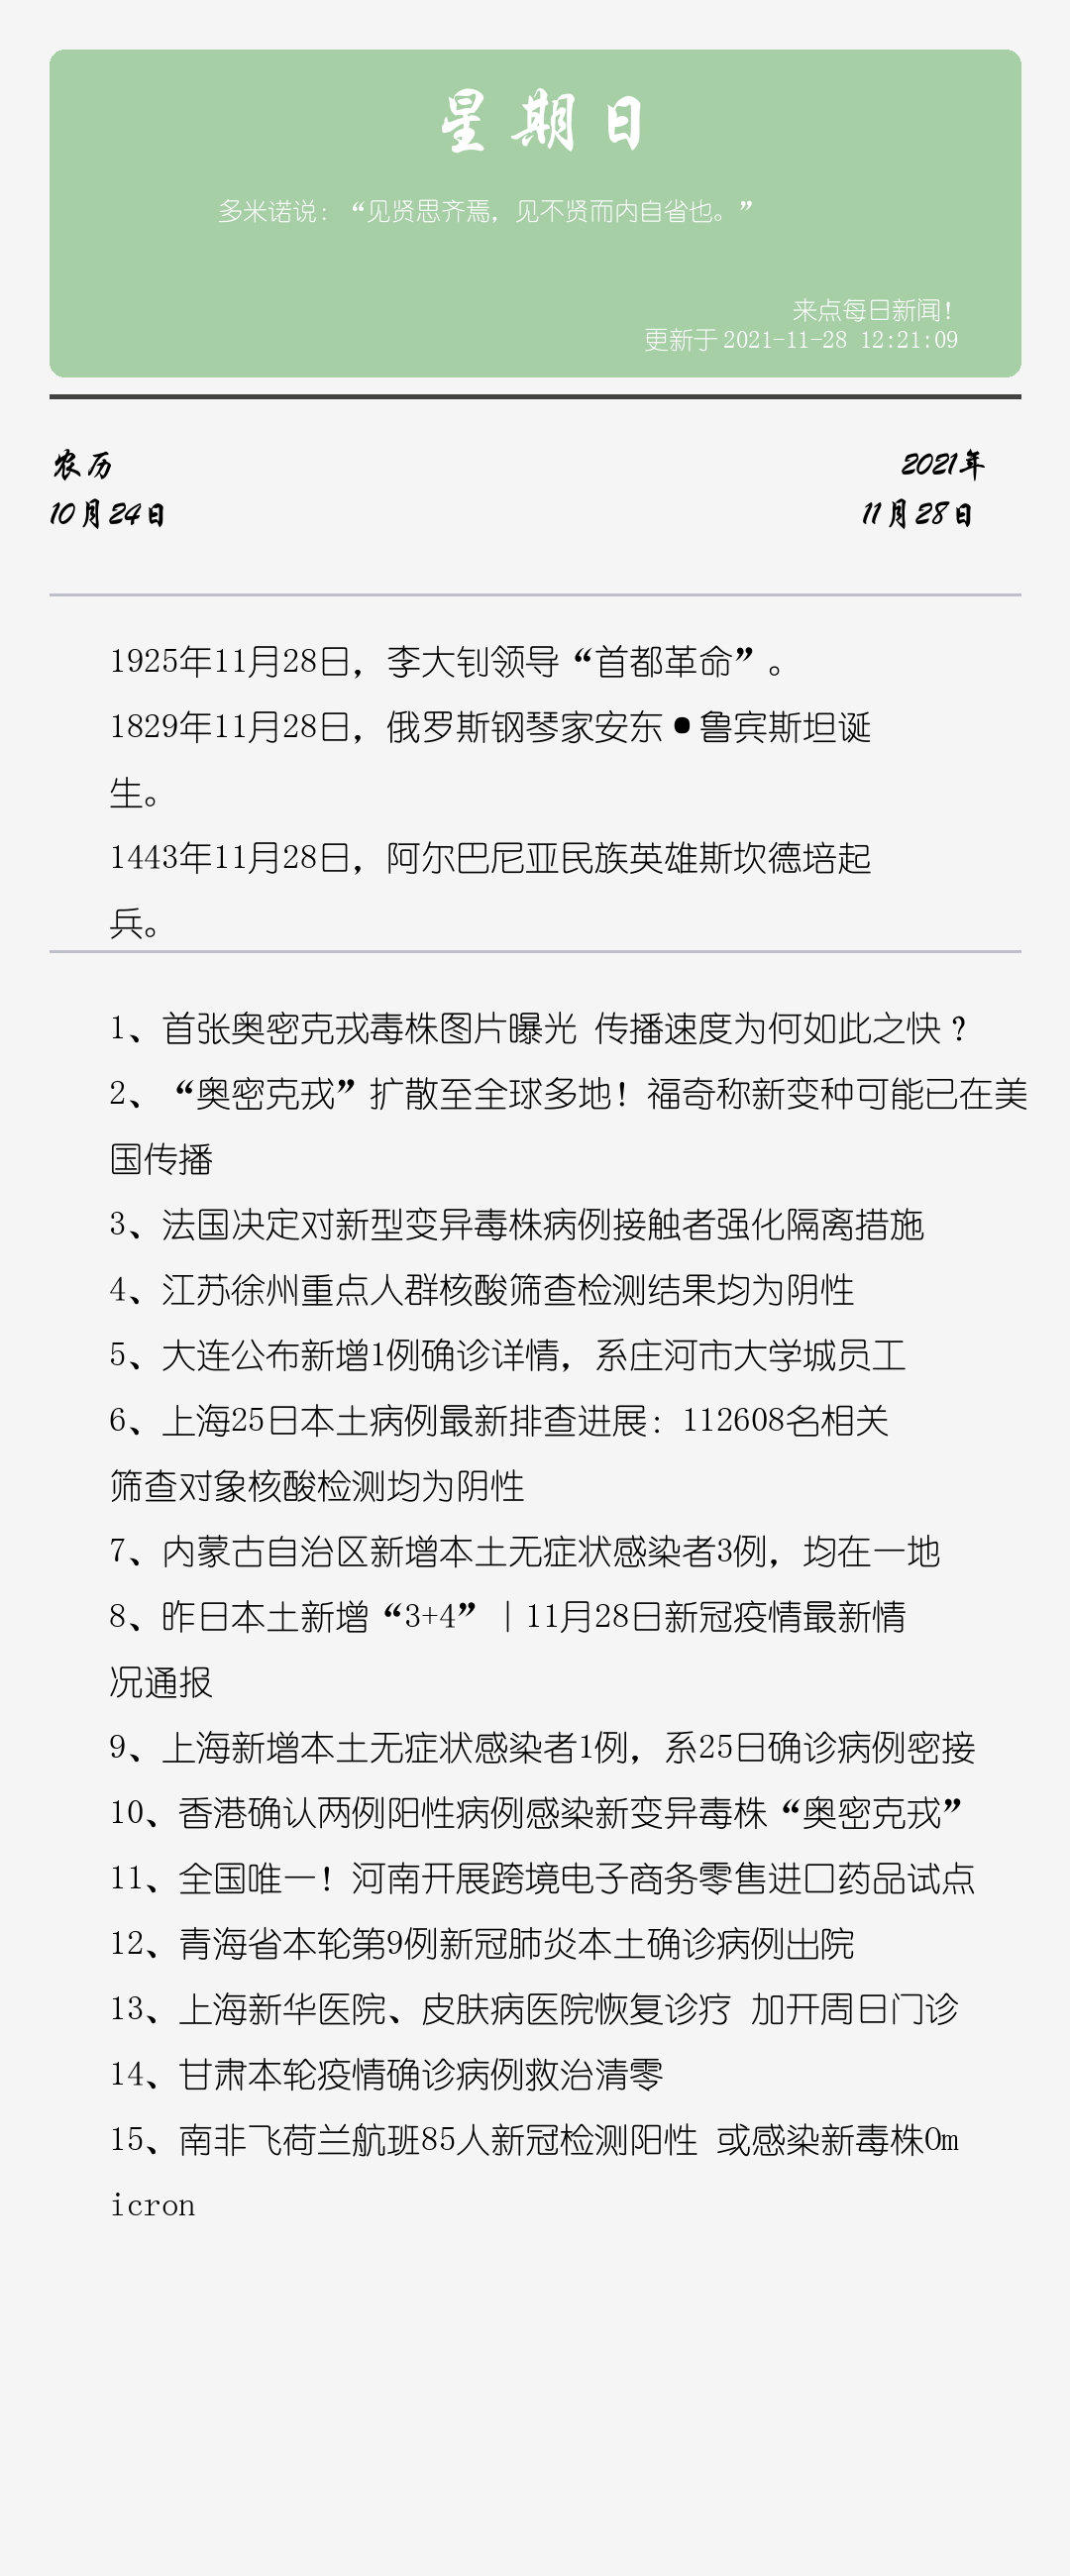 星期日
多米诺说：“见贤思齐焉，见不贤而内自省也。”
来点每日新闻！
更新于2021-11-28 12:21:09
农历
10月24日
2021年
11月28日
1925年11月28日，李大钊领导“首都革命”。
1829年11月28日，俄罗斯钢琴家安东•鲁宾斯坦诞
生。
1443年11月28日，阿尔巴尼亚民族英雄斯坎德培起
兵。
1、首张奥密克戎毒株图片曝光 传播速度为何如此之快？
2、“奥密克戎”扩散至全球多地！福奇称新变种可能已在美
国传播
3、法国决定对新型变异毒株病例接触者强化隔离措施
4、江苏徐州重点人群核酸筛查检测结果均为阴性
5、大连公布新增1例确诊详情，系庄河市大学城员工
6、上海25日本土病例最新排查进展：112608名相关
筛查对象核酸检测均为阴性
7、内蒙古自治区新增本土无症状感染者3例，均在一地
8、昨日本土新增“3+4”｜11月28日新冠疫情最新情
况通报
9、上海新增本土无症状感染者1例，系25日确诊病例密接
10、香港确认两例阳性病例感染新变异毒株“奥密克戎”
11、全国唯一！河南开展跨境电子商务零售进口药品试点
12、青海省本轮第9例新冠肺炎本土确诊病例出院
13、上海新华医院、皮肤病医院恢复诊疗 加开周日门诊
14、甘肃本轮疫情确诊病例救治清零
15、南非飞荷兰航班85人新冠检测阳性 或感染新毒株Om
icron